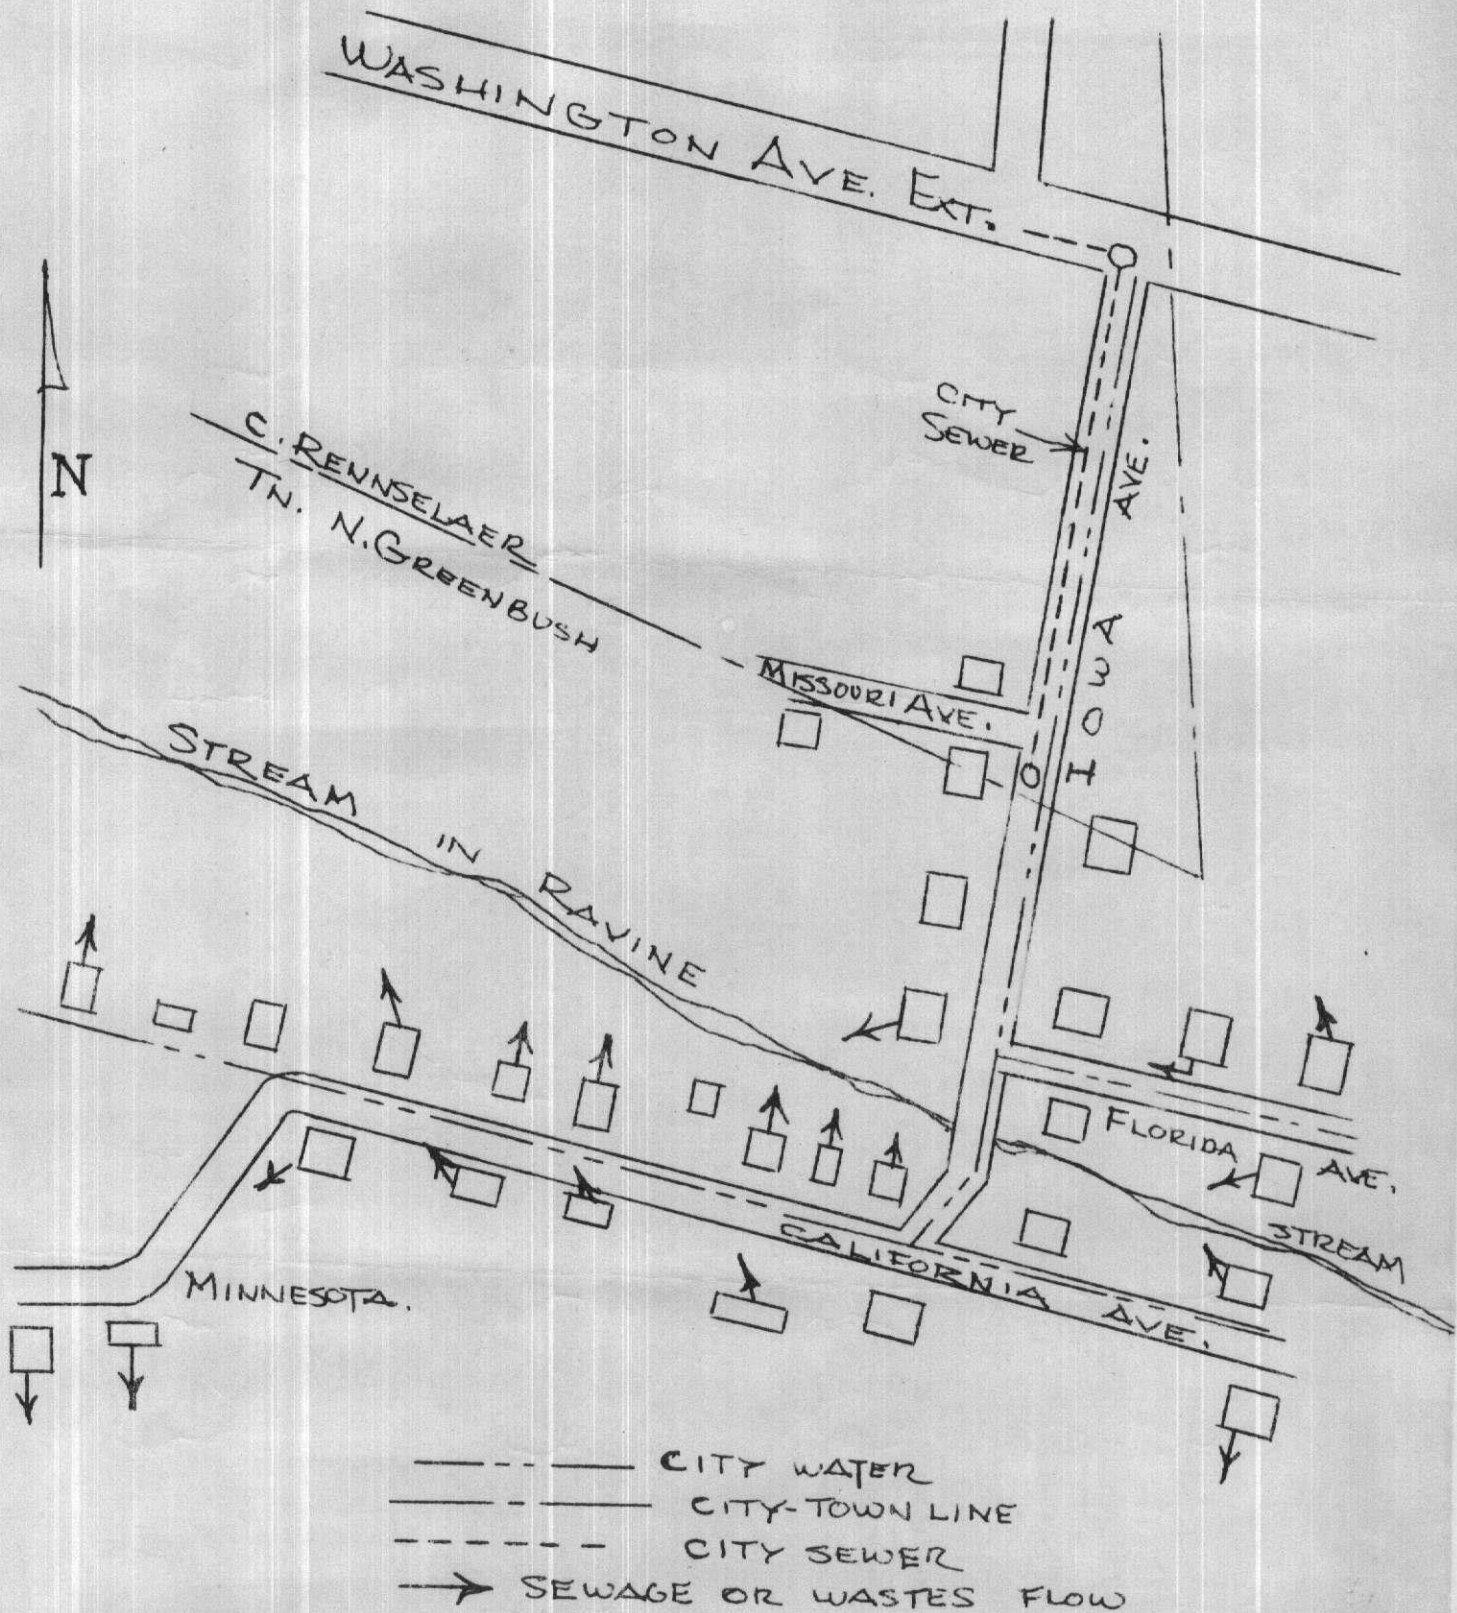 WASHINGTON AVE. EXT.
CITY
SEWER
N
C. RENNSELAER
TN. N. GREENBUSH
IOWA AVE.
MISSOURI AVE.
STREAM IN RAVINE
FLORIDA AVE.
STREAM
CALIFORNIA AVE.
MINNESOTA.
CITY WATER
CITY-TOWN LINE
CITY SEWER
SEWAGE OR WASTES FLOW